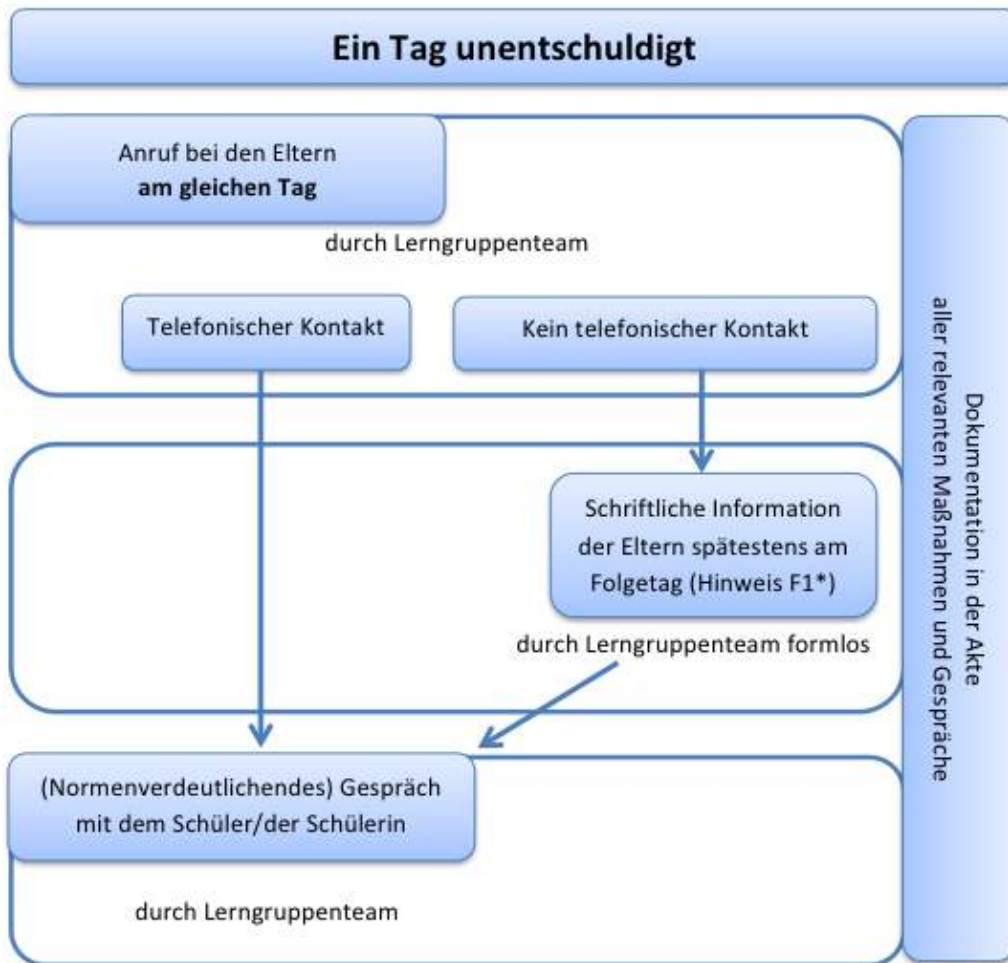 Ein Tag unentschuldigt
Anruf bei den Eltern
am gleichen Tag
durch Lerngruppenteam
Telefonischer Kontakt
Kein telefonischer Kontakt
Schriftliche Information
der Eltern spätestens am
Folgetag (Hinweis F1*)
durch Lerngruppenteam formlos
(Normenverdeutlichendes) Gespräch
mit dem Schüler/der Schülerin
durch Lerngruppenteam
Dokumentation in der Akte
aller relevanten Maßnahmen und Gespräche